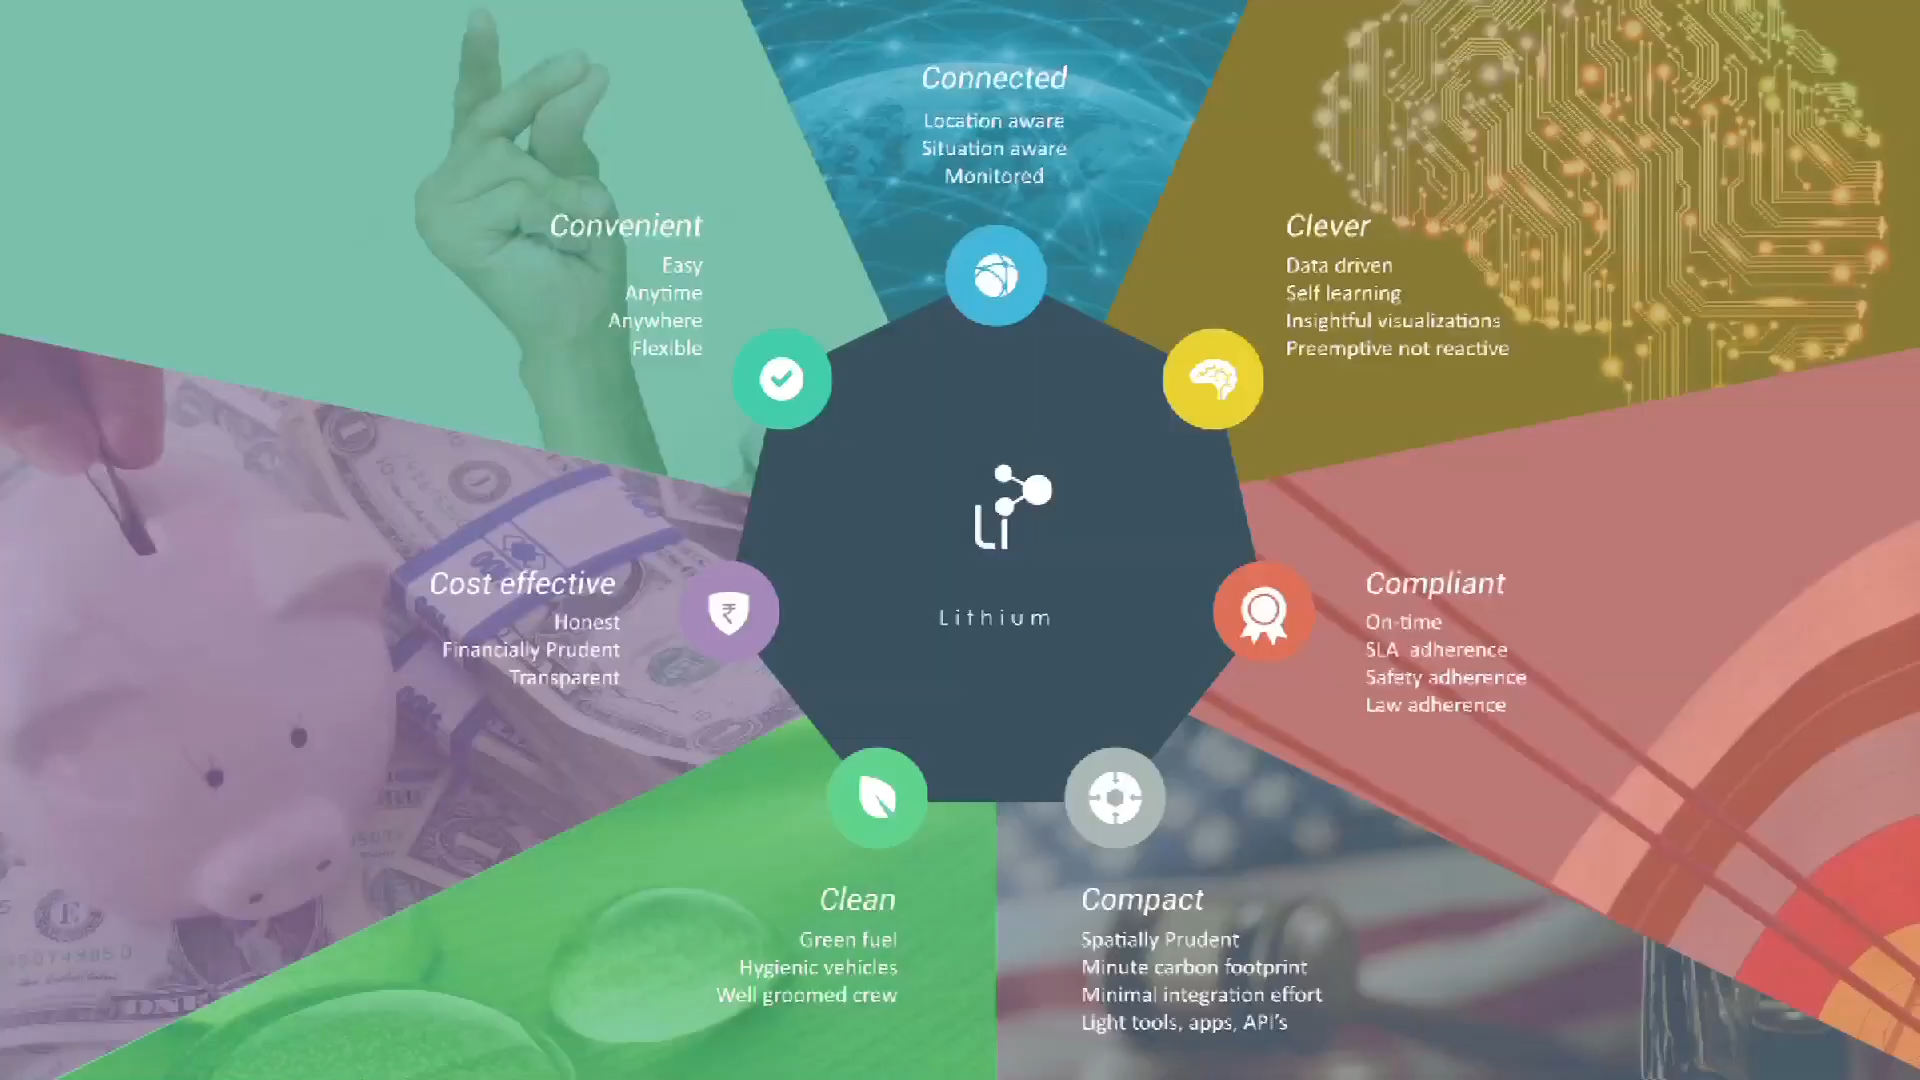 Connected
Location aware
Situation aware
Monitored
Convenient
Easy
Anytime
Anywhere
Flexible
Clever
Data driven
Self learning
Insightful visualizations
Preemptive not reactive
Li
Lithium
Cost effective
Honest
Financially Prudent
Transparent
Compliant
On-time
SLA adherence
Safety adherence
Law adherence
Clean
Green fuel
Hygienic vehicles
Well groomed crew
Compact
Spatially Prudent
Minute carbon footprint
Minimal integration effort
Light tools, apps, API's